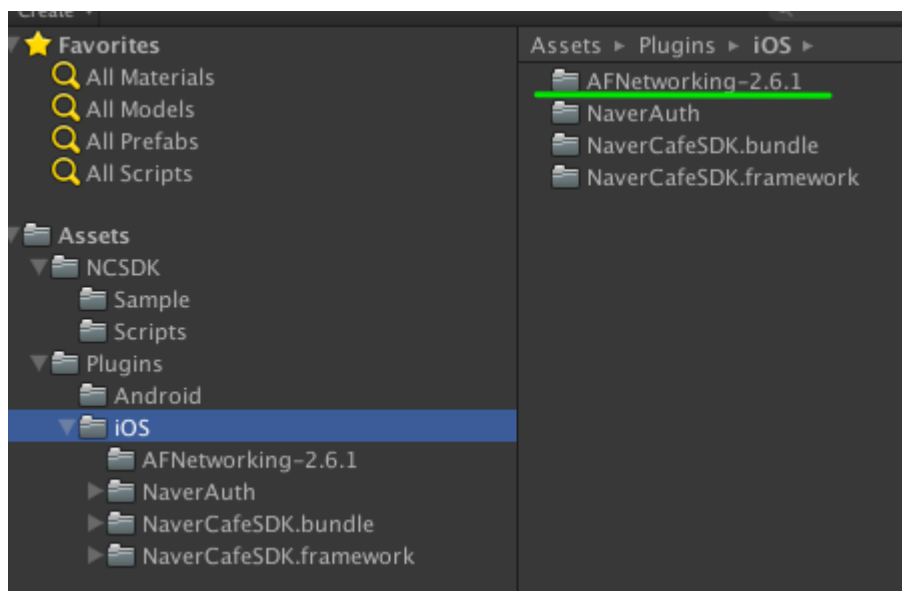 Create
Favorites
All Materials
All Models
All Prefabs
All Scripts
Assets
NCSDK
Sample
Scripts
Plugins
Android
iOS
AFNetworking-2.6.1
NaverAuth
NaverCafeSDK.bundle
NaverCafeSDK.framework
Assets ▸ Plugins ▸ iOS ▸
AFNetworking-2.6.1
NaverAuth
NaverCafeSDK.bundle
NaverCafeSDK.framework